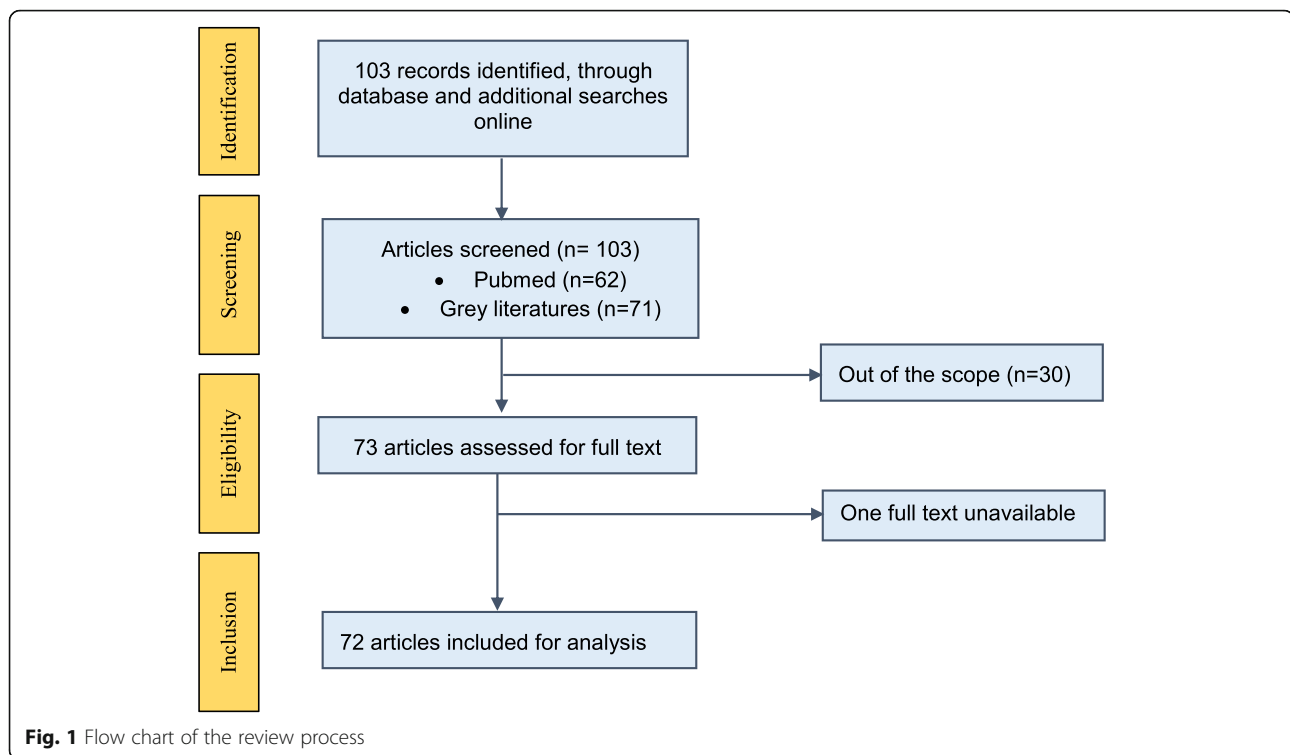 Identification
103 records identified, through
database and additional searches
online
Screening
Articles screened (n= 103)
• Pubmed (n=62)
• Grey literatures (n=71)
Out of the scope (n=30)
Eligibility
73 articles assessed for full text
One full text unavailable
Inclusion
72 articles included for analysis
Fig. 1 Flow chart of the review process